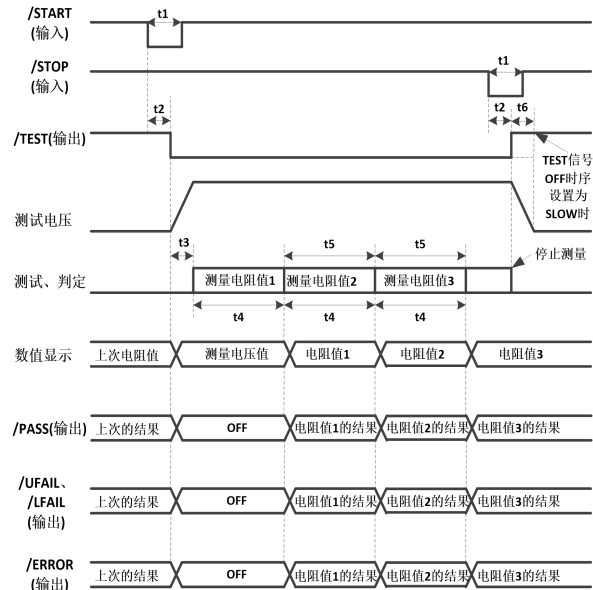 /START
(输入)
t1
/STOP
(输入)
t1
t2
t2
t6
/TEST(输出)
TEST信号
OFF时序
设置为
SLOW时
测试电压
t3
t5
t5
停止测量
测试、判定
测量电阻值1
测量电阻值2
测量电阻值3
t4
t4
t4
数值显示
上次电阻值
测量电压值
电阻值1
电阻值2
电阻值3
/PASS(输出)
上次的结果
OFF
电阻值1的结果
电阻值2的结果
电阻值3的结果
/UFAIL、
/LFAIL
(输出)
上次的结果
OFF
电阻值1的结果
电阻值2的结果
电阻值3的结果
/ERROR
(输出)
上次的结果
OFF
电阻值1的结果
电阻值2的结果
电阻值3的结果